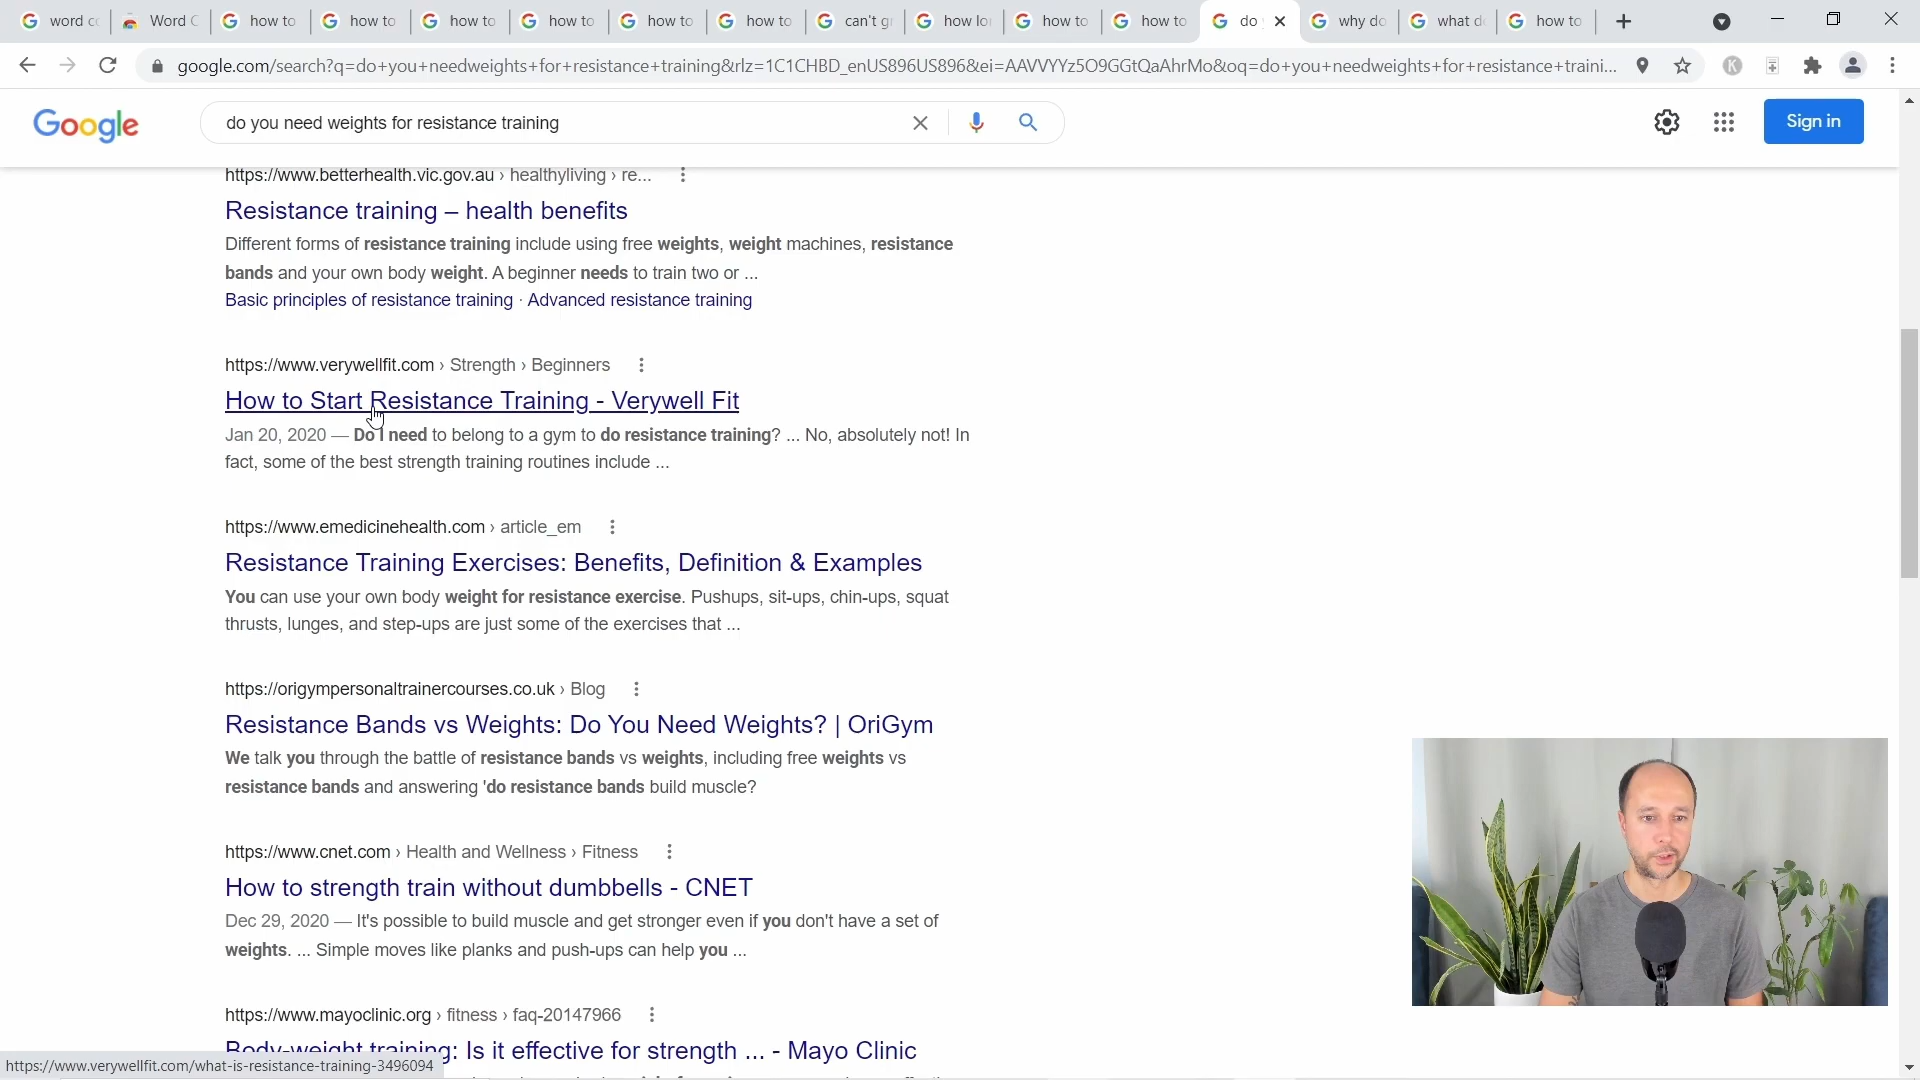 word c
Word C
how to
how to
how to
how to
how to
how to
can't g
how lo
how to
how to
do
why do
what d
how to
google.com/search?q=do+you+needweights+for+resistance+training&rlz=1C1CHBD_enUS896US896&ei=AAVVYYz5O9GGtQaAhrMo&oq=do+you+needweights+for+resistance+traini...
K
Google
do you need weights for resistance training
Sign in
https://www.betterhealth.vic.gov.au › healthyliving › re...
Resistance training – health benefits
Different forms of resistance training include using free weights, weight machines, resistance
bands and your own body weight. A beginner needs to train two or ...
Basic principles of resistance training · Advanced resistance training
https://www.verywellfit.com › Strength › Beginners
How to Start Resistance Training - Verywell Fit
Jan 20, 2020 — Do I need to belong to a gym to do resistance training? ... No, absolutely not! In
fact, some of the best strength training routines include ...
https://www.emedicinehealth.com › article_em
Resistance Training Exercises: Benefits, Definition & Examples
You can use your own body weight for resistance exercise. Pushups, sit-ups, chin-ups, squat
thrusts, lunges, and step-ups are just some of the exercises that ...
https://origympersonaltrainercourses.co.uk › Blog
Resistance Bands vs Weights: Do You Need Weights? | OriGym
We talk you through the battle of resistance bands vs weights, including free weights vs
resistance bands and answering 'do resistance bands build muscle?
https://www.cnet.com › Health and Wellness › Fitness
How to strength train without dumbbells - CNET
Dec 29, 2020 — It's possible to build muscle and get stronger even if you don't have a set of
weights. ... Simple moves like planks and push-ups can help you ...
https://www.mayoclinic.org › fitness › faq-20147966
Body-weight training: Is it effective for strength ... - Mayo Clinic
https://www.verywellfit.com/what-is-resistance-training-3496094